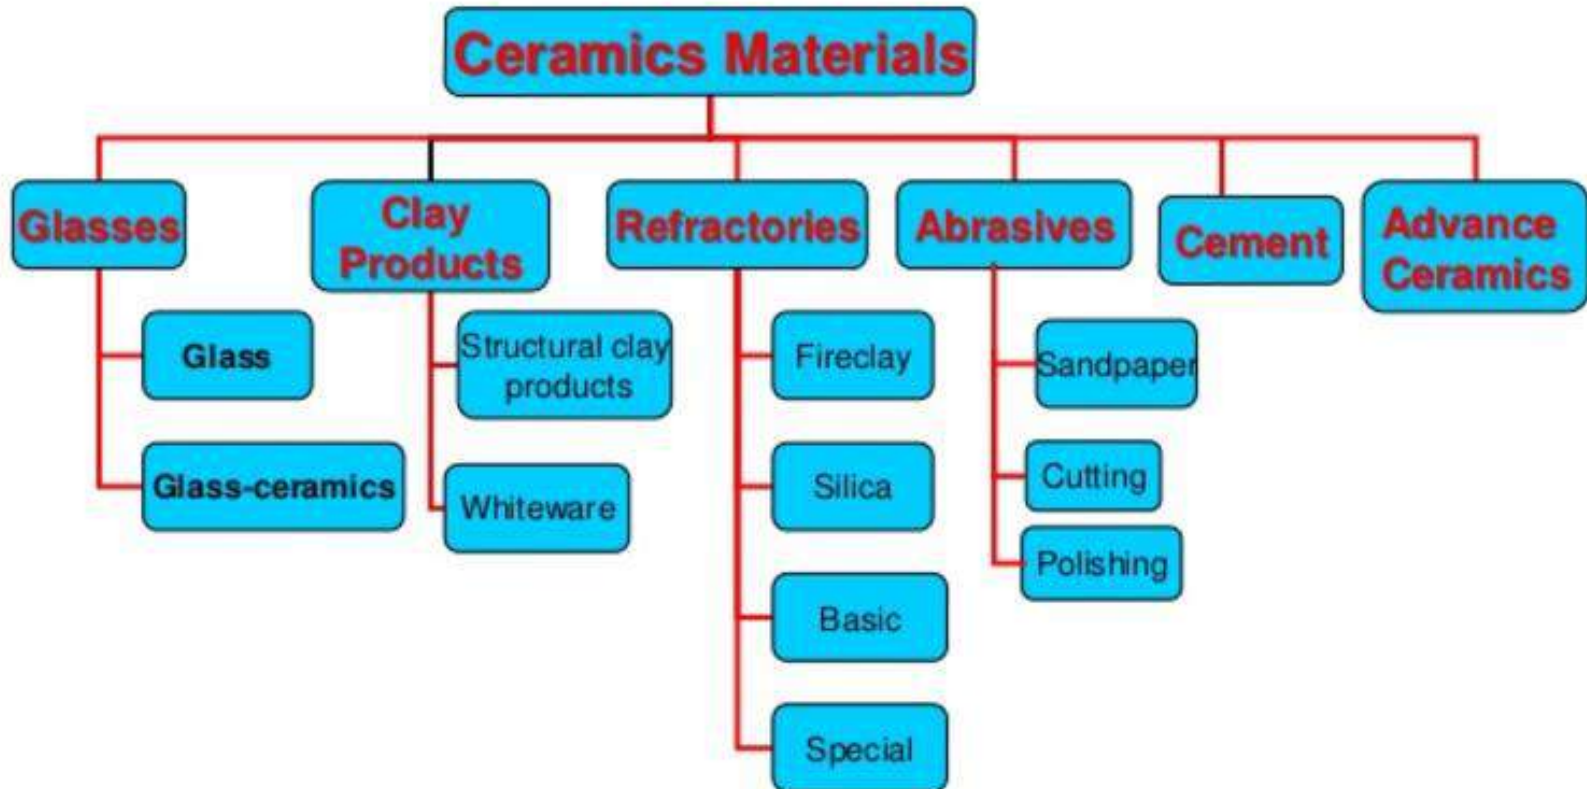 Ceramics Materials
Glasses
Clay
Products
Refractories
Abrasives
Cement
Advance
Ceramics
Glass
Glass-ceramics
Structural clay
products
Whiteware
Fireclay
Silica
Basic
Special
Sandpaper
Cutting
Polishing